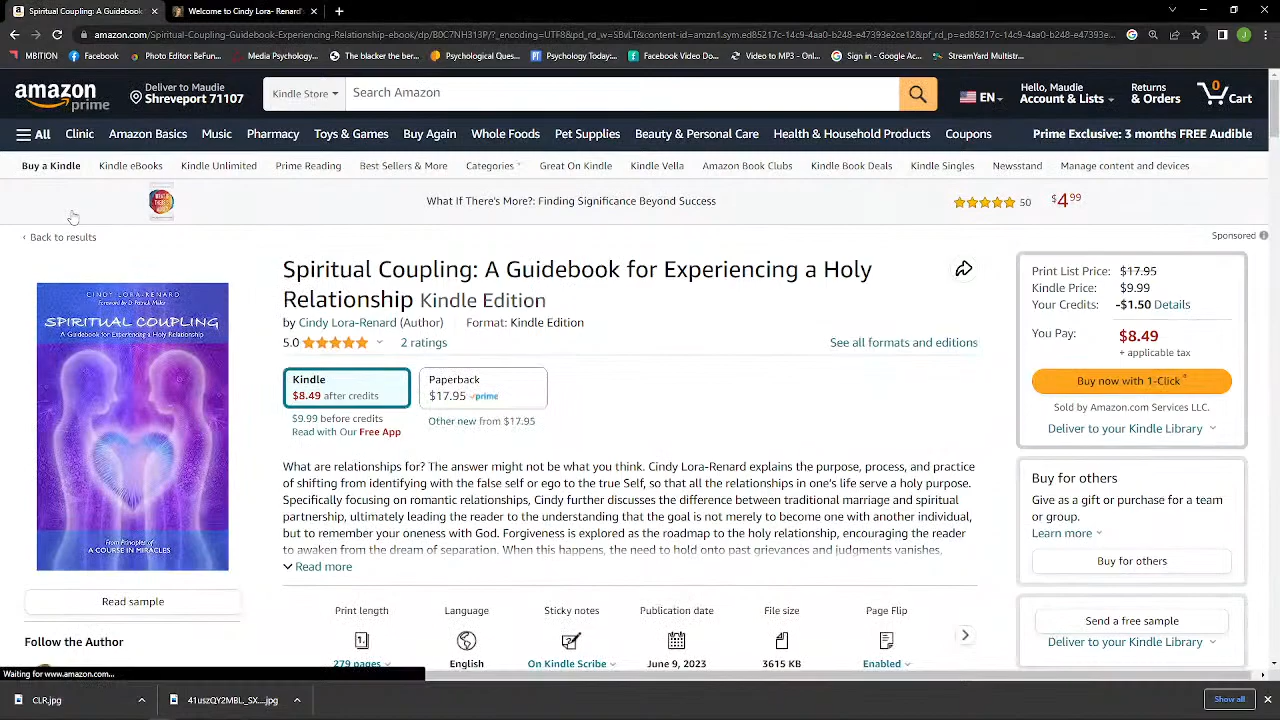 Spiritual Coupling: A Guidebook
Welcome to Cindy Lora- Renard
amazon.com/Spiritual-Coupling-Guidebook-Experiencing-Relationship-ebook/dp/B0C7NH313P/?_encoding=UTF8&pd_rd_w=SBvLT&content-id=amzn1.sym.ed85217c-14c9-4aa0-b248-e47393e2ce12&pf_rd_p=ed85217c-14c9-4aa0-b248-e47393e...
MBITION Facebook Photo Editor BeFun... Media Psychology... The hlacker the ber... Psychological Ques... Psychology Today:... Facebook Video Do... Video to MP3 - Onl... Sign in - Google Ac... StreamYard Multistr...
amazon prime
Deliver to Maudie
Shreveport 71107
Kindle Store
Search Amazon
EN
Hello, Maudie
Account & Lists
Returns
& Orders
0
Cart
All Clinic Amazon Basics Music Pharmacy Toys & Games Buy Again Whole Foods Pet Supplies Beauty & Personal Care Health & Household Products Coupons Prime Exclusive: 3 months FREE Audible
Buy a Kindle Kindle eBooks Kindle Unlimited Prime Reading Best Sellers & More Categories Great On Kindle Kindle Vella Amazon Book Clubs Kindle Book Deals Kindle Singles Newsstand Manage content and devices
What If There's More?: Finding Significance Beyond Success 50 $4.99
‹ Back to results
Sponsored
CINDY LORA-RENARD
Foreword by D. Patrick Miller
SPIRITUAL COUPLING
A Guidebook for Experiencing a Holy Relationship
From Principles of
A COURSE IN MIRACLES
Read sample
Follow the Author
Spiritual Coupling: A Guidebook for Experiencing a Holy
Relationship Kindle Edition
by Cindy Lora-Renard (Author) Format: Kindle Edition
5.0 2 ratings
See all formats and editions
Kindle
$8.49 after credits
Paperback
$17.95 prime
$9.99 before credits
Read with Our Free App
Other new from $17.95
What are relationships for? The answer might not be what you think. Cindy Lora-Renard explains the purpose, process, and practice
of shifting from identifying with the false self or ego to the true Self, so that all the relationships in one's life serve a holy purpose.
Specifically focusing on romantic relationships, Cindy further discusses the difference between traditional marriage and spiritual
partnership, ultimately leading the reader to the understanding that the goal is not merely to become one with another individual,
but to remember your oneness with God. Forgiveness is explored as the roadmap to the holy relationship, encouraging the reader
to awaken from the dream of separation. When this happens, the need to hold onto past grievances and judgments vanishes,
Read more
Print length Language Sticky notes Publication date File size Page Flip
279 pages English On Kindle Scribe June 9, 2023 3615 KB Enabled
Print List Price: $17.95
Kindle Price: $9.99
Your Credits: -$1.50 Details
You Pay: $8.49
+ applicable tax
Buy now with 1-Click ®
Sold by Amazon.com Services LLC.
Deliver to your Kindle Library
Buy for others
Give as a gift or purchase for a team
or group.
Learn more
Buy for others
Send a free sample
Deliver to your Kindle Library
Waiting for www.amazon.com...
CLR.jpg
41uszQY2MBL._SX....jpg
Show all